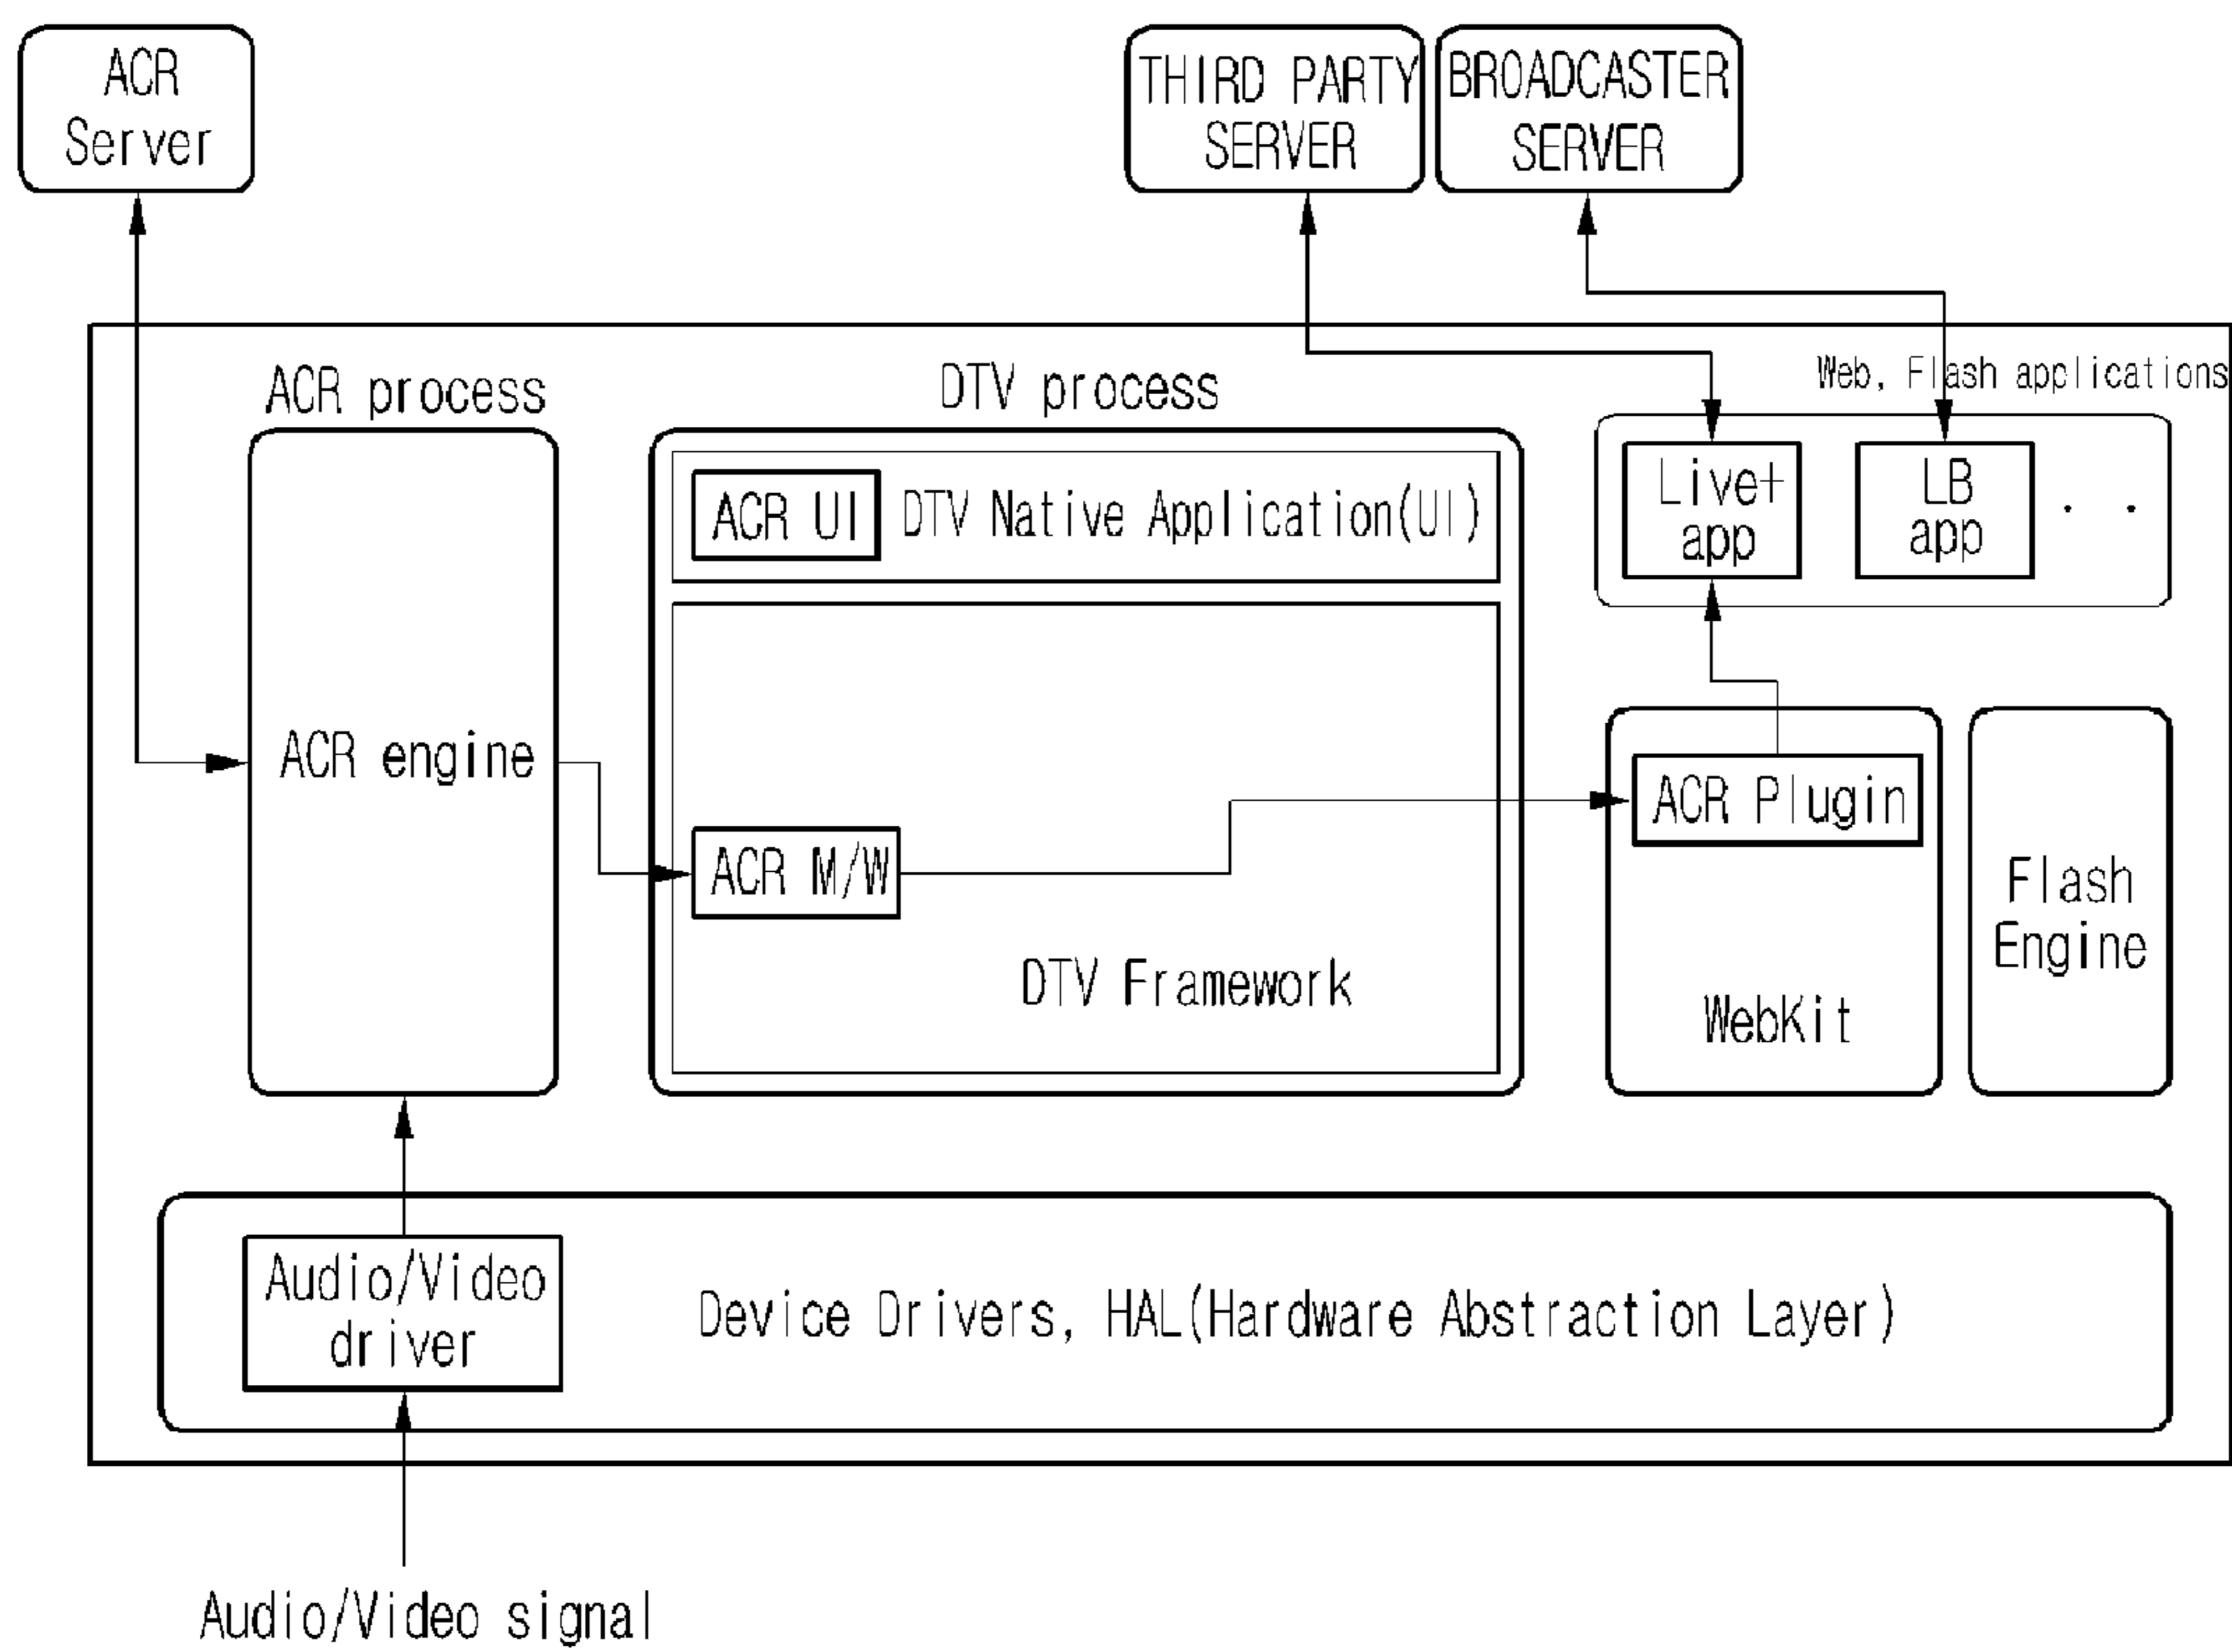 ACR
Server
THIRD PARTY
SERVER
BROADCASTER
SERVER
ACR process
DTV process
Web, Flash applications
ACR UI
DTV Native Application(UI)
Live+
app
LB
app
. .
ACR engine
ACR Plugin
ACR M/W
DTV Framework
WebKit
Flash
Engine
Audio/Video
driver
Device Drivers, HAL(Hardware Abstraction Layer)
Audio/Video signal